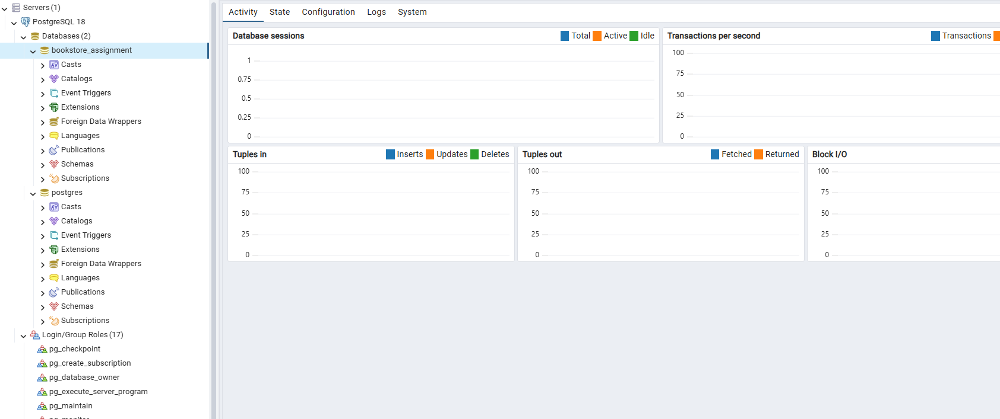 Servers (1)
PostgreSQL 18
Databases (2)
bookstore_assignment
Casts
Catalogs
Event Triggers
Extensions
Foreign Data Wrappers
Languages
Publications
Schemas
Subscriptions
postgres
Casts
Catalogs
Event Triggers
Extensions
Foreign Data Wrappers
Languages
Publications
Schemas
Subscriptions
Login/Group Roles (17)
pg_checkpoint
pg_create_subscription
pg_database_owner
pg_execute_server_program
pg_maintain
Activity State Configuration Logs System
Database sessions Total Active Idle
1
0.75
0.5
0.25
0
Transactions per second Transactions
100
75
50
25
0
Tuples in Inserts Updates Deletes
100
75
50
25
0
Tuples out Fetched Returned
100
75
50
25
0
Block I/O
100
75
50
25
0